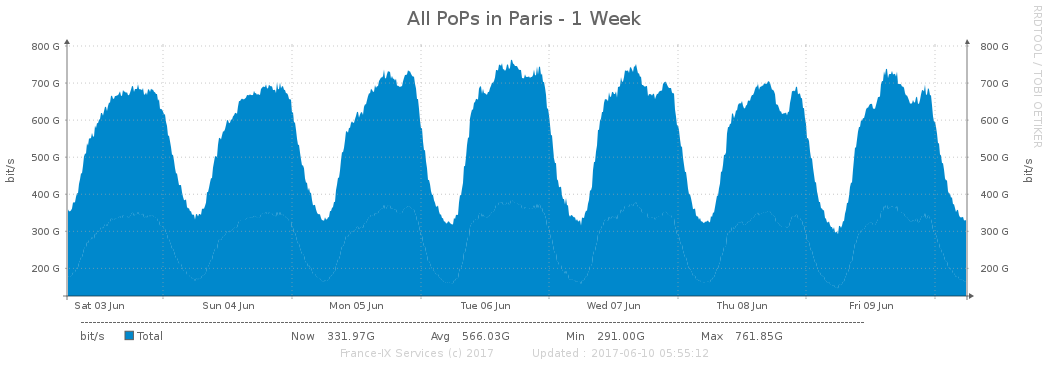 All PoPs in Paris - 1 Week
RRDTOOL / TOBI OETIKER
800 G 800 G
700 G 700 G
600 G 600 G
500 G 500 G
400 G 400 G
300 G 300 G
200 G 200 G
bit/s bit/s
Sat 03 Jun Sun 04 Jun Mon 05 Jun Tue 06 Jun Wed 07 Jun Thu 08 Jun Fri 09 Jun
bit/s Total Now 331.97G Avg 566.03G Min 291.00G Max 761.85G
France-IX Services (c) 2017 Updated : 2017-06-10 05:55:12